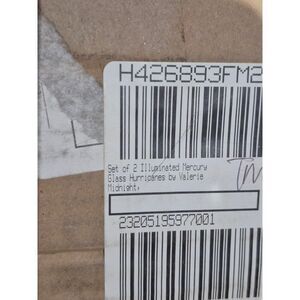 H426893FM2
Set of 2 Illuminated Mercury
Glass Hurricanes by Valerie
Midnight,
23205195977001